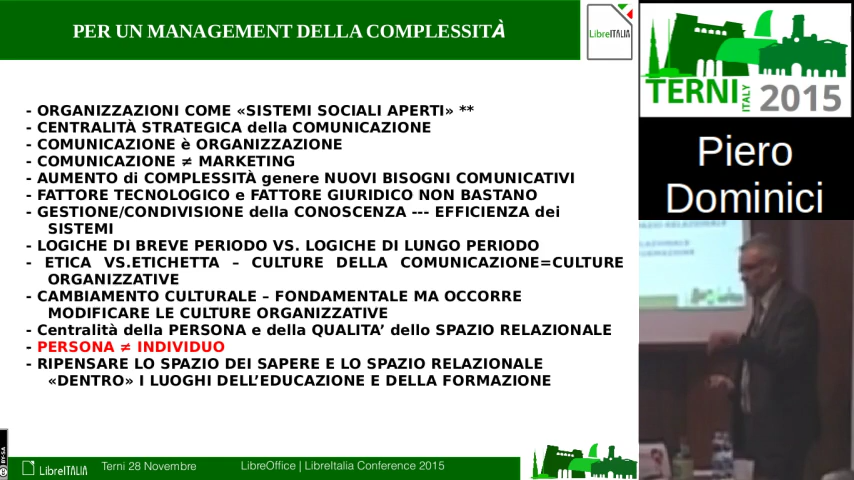 PER UN MANAGEMENT DELLA COMPLESSITÀ
LibreITALIA
- ORGANIZZAZIONI COME «SISTEMI SOCIALI APERTI» **
- CENTRALITÀ STRATEGICA della COMUNICAZIONE
- COMUNICAZIONE è ORGANIZZAZIONE
- COMUNICAZIONE ≠ MARKETING
- AUMENTO di COMPLESSITÀ genere NUOVI BISOGNI COMUNICATIVI
- FATTORE TECNOLOGICO e FATTORE GIURIDICO NON BASTANO
- GESTIONE/CONDIVISIONE della CONOSCENZA --- EFFICIENZA dei
SISTEMI
- LOGICHE DI BREVE PERIODO VS. LOGICHE DI LUNGO PERIODO
- ETICA VS.ETICHETTA – CULTURE DELLA COMUNICAZIONE=CULTURE
ORGANIZZATIVE
- CAMBIAMENTO CULTURALE – FONDAMENTALE MA OCCORRE
MODIFICARE LE CULTURE ORGANIZZATIVE
- Centralità della PERSONA e della QUALITA’ dello SPAZIO RELAZIONALE
- PERSONA ≠ INDIVIDUO
- RIPENSARE LO SPAZIO DEI SAPERE E LO SPAZIO RELAZIONALE
«DENTRO» I LUOGHI DELL’EDUCAZIONE E DELLA FORMAZIONE
BY-SA
LibreITALIA
Terni 28 Novembre
LibreOffice | LibreItalia Conference 2015
TERNI
ITALY
2015
Piero
Dominici